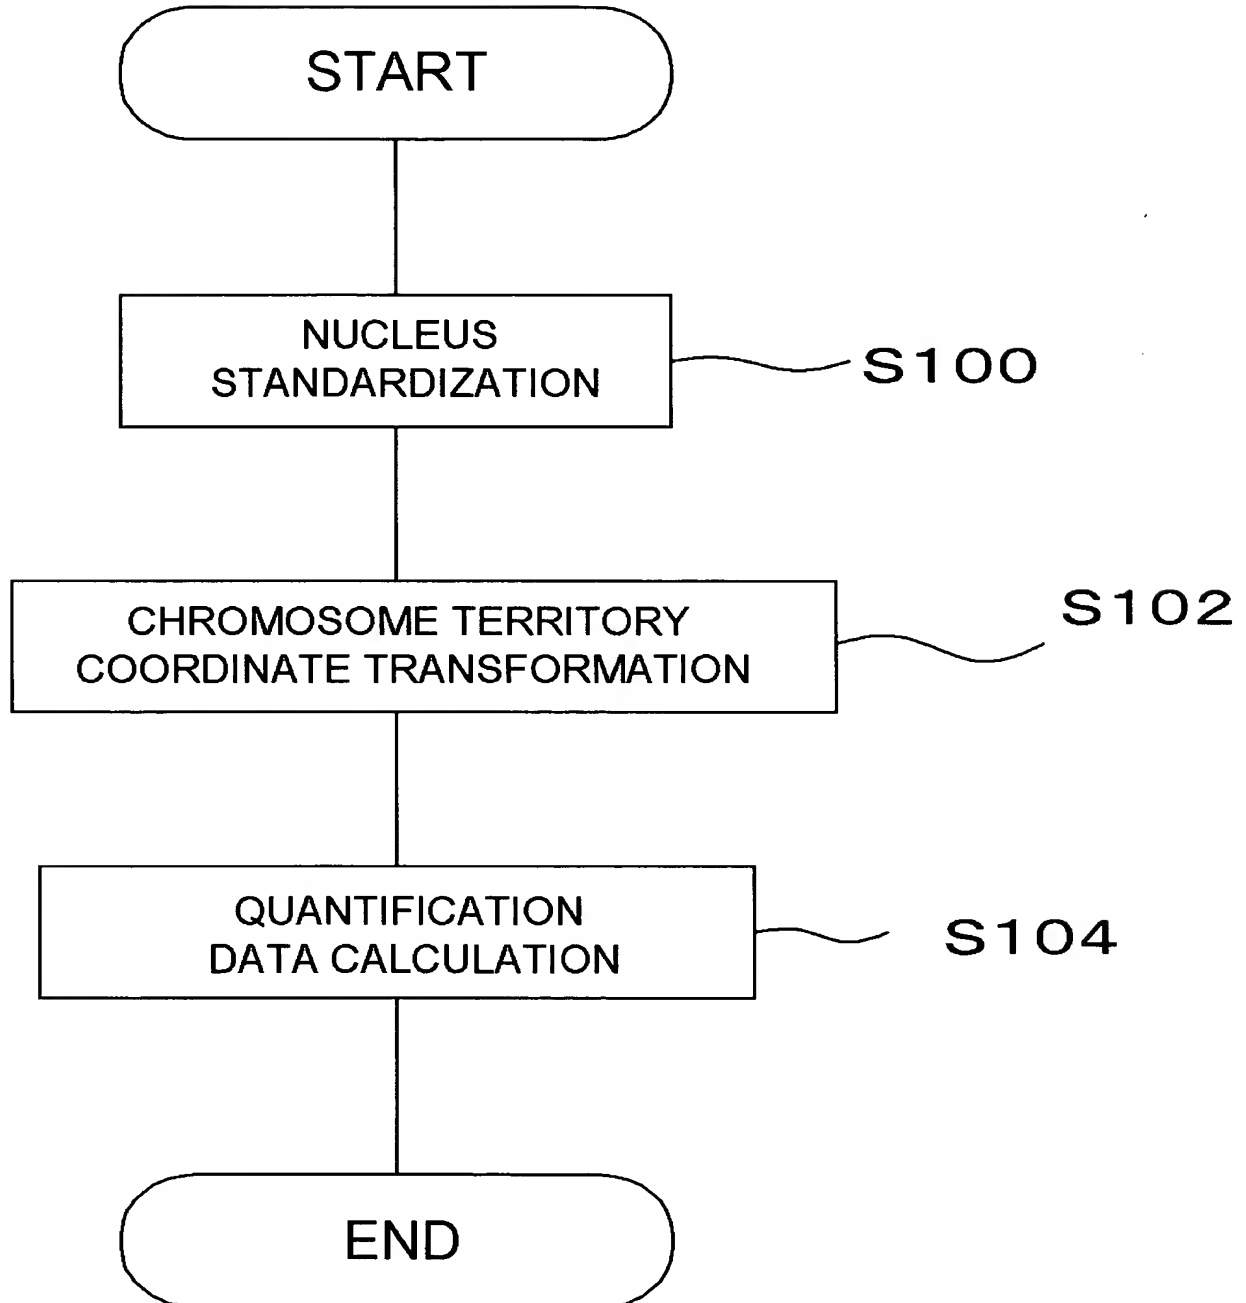 START
NUCLEUS
STANDARDIZATION
S100
CHROMOSOME TERRITORY
COORDINATE TRANSFORMATION
S102
QUANTIFICATION
DATA CALCULATION
S104
END